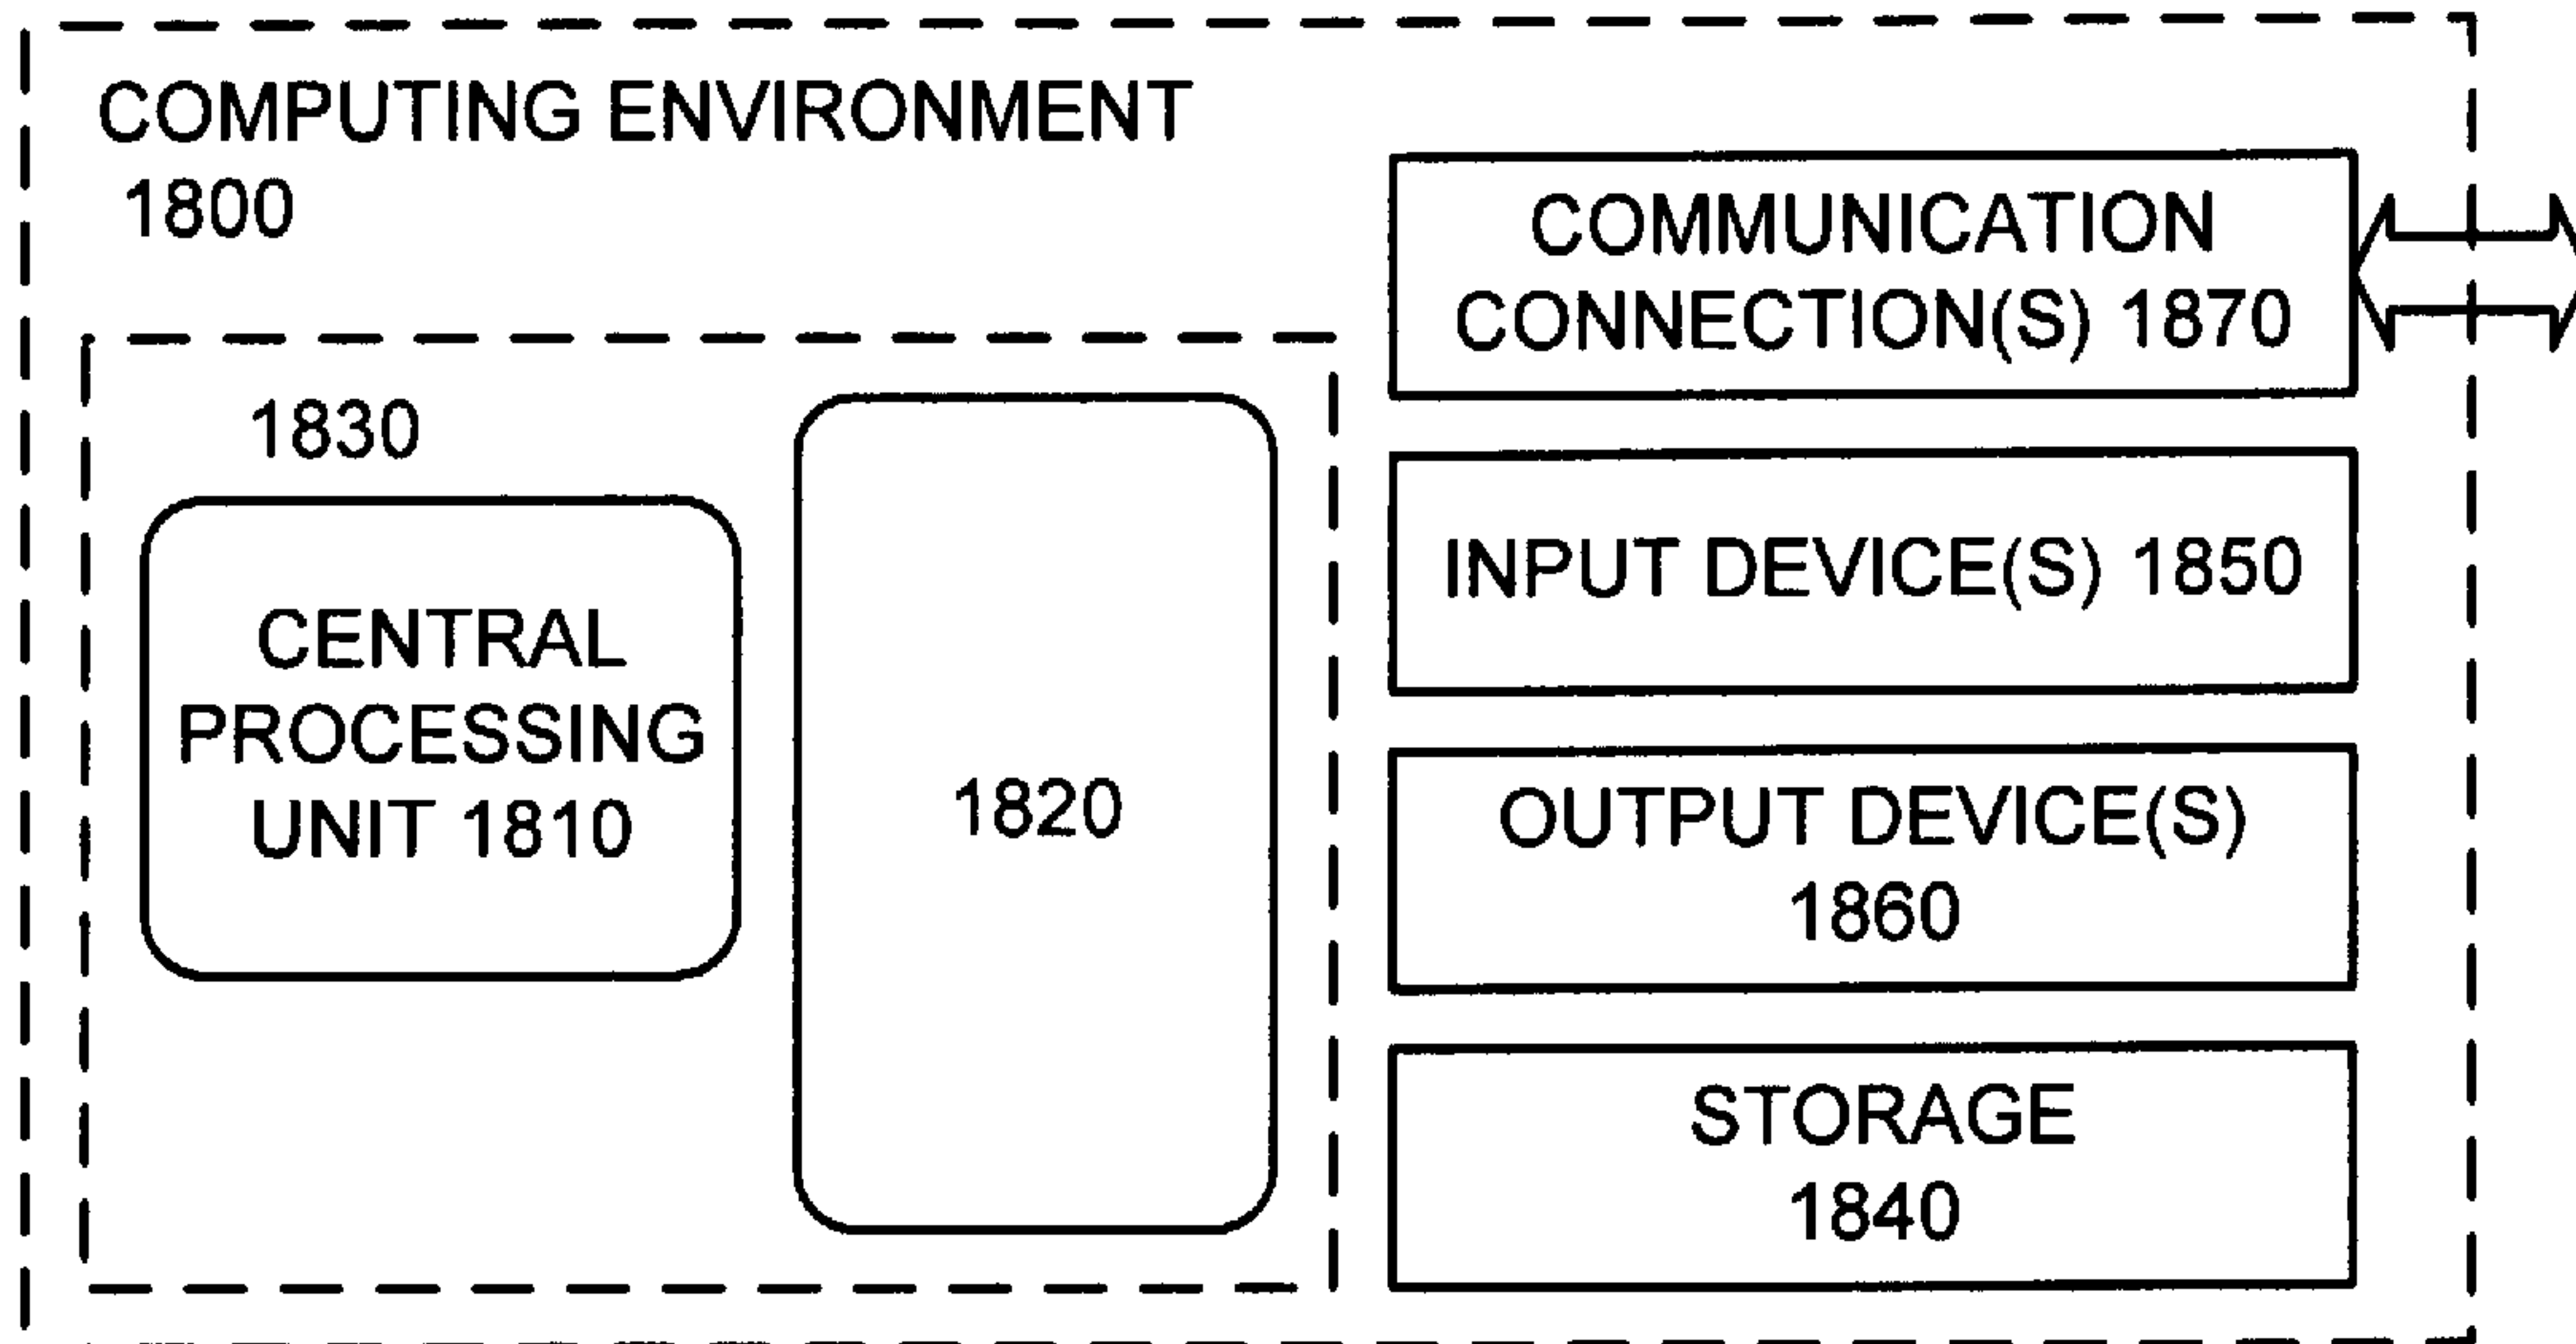 COMPUTING ENVIRONMENT
1800
COMMUNICATION
CONNECTION(S) 1870
1830
CENTRAL
PROCESSING
UNIT 1810
1820
INPUT DEVICE(S) 1850
OUTPUT DEVICE(S)
1860
STORAGE
1840